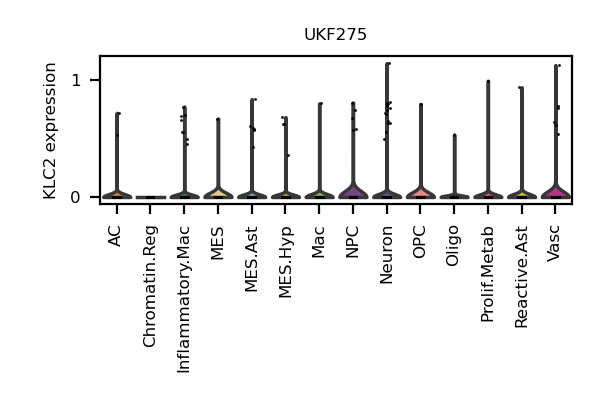 UKF275
KLC2 expression
1
0
AC
Chromatin.Reg
Inflammatory.Mac
MES
MES.Ast
MES.Hyp
Mac
NPC
Neuron
OPC
Oligo
Prolif.Metab
Reactive.Ast
Vasc